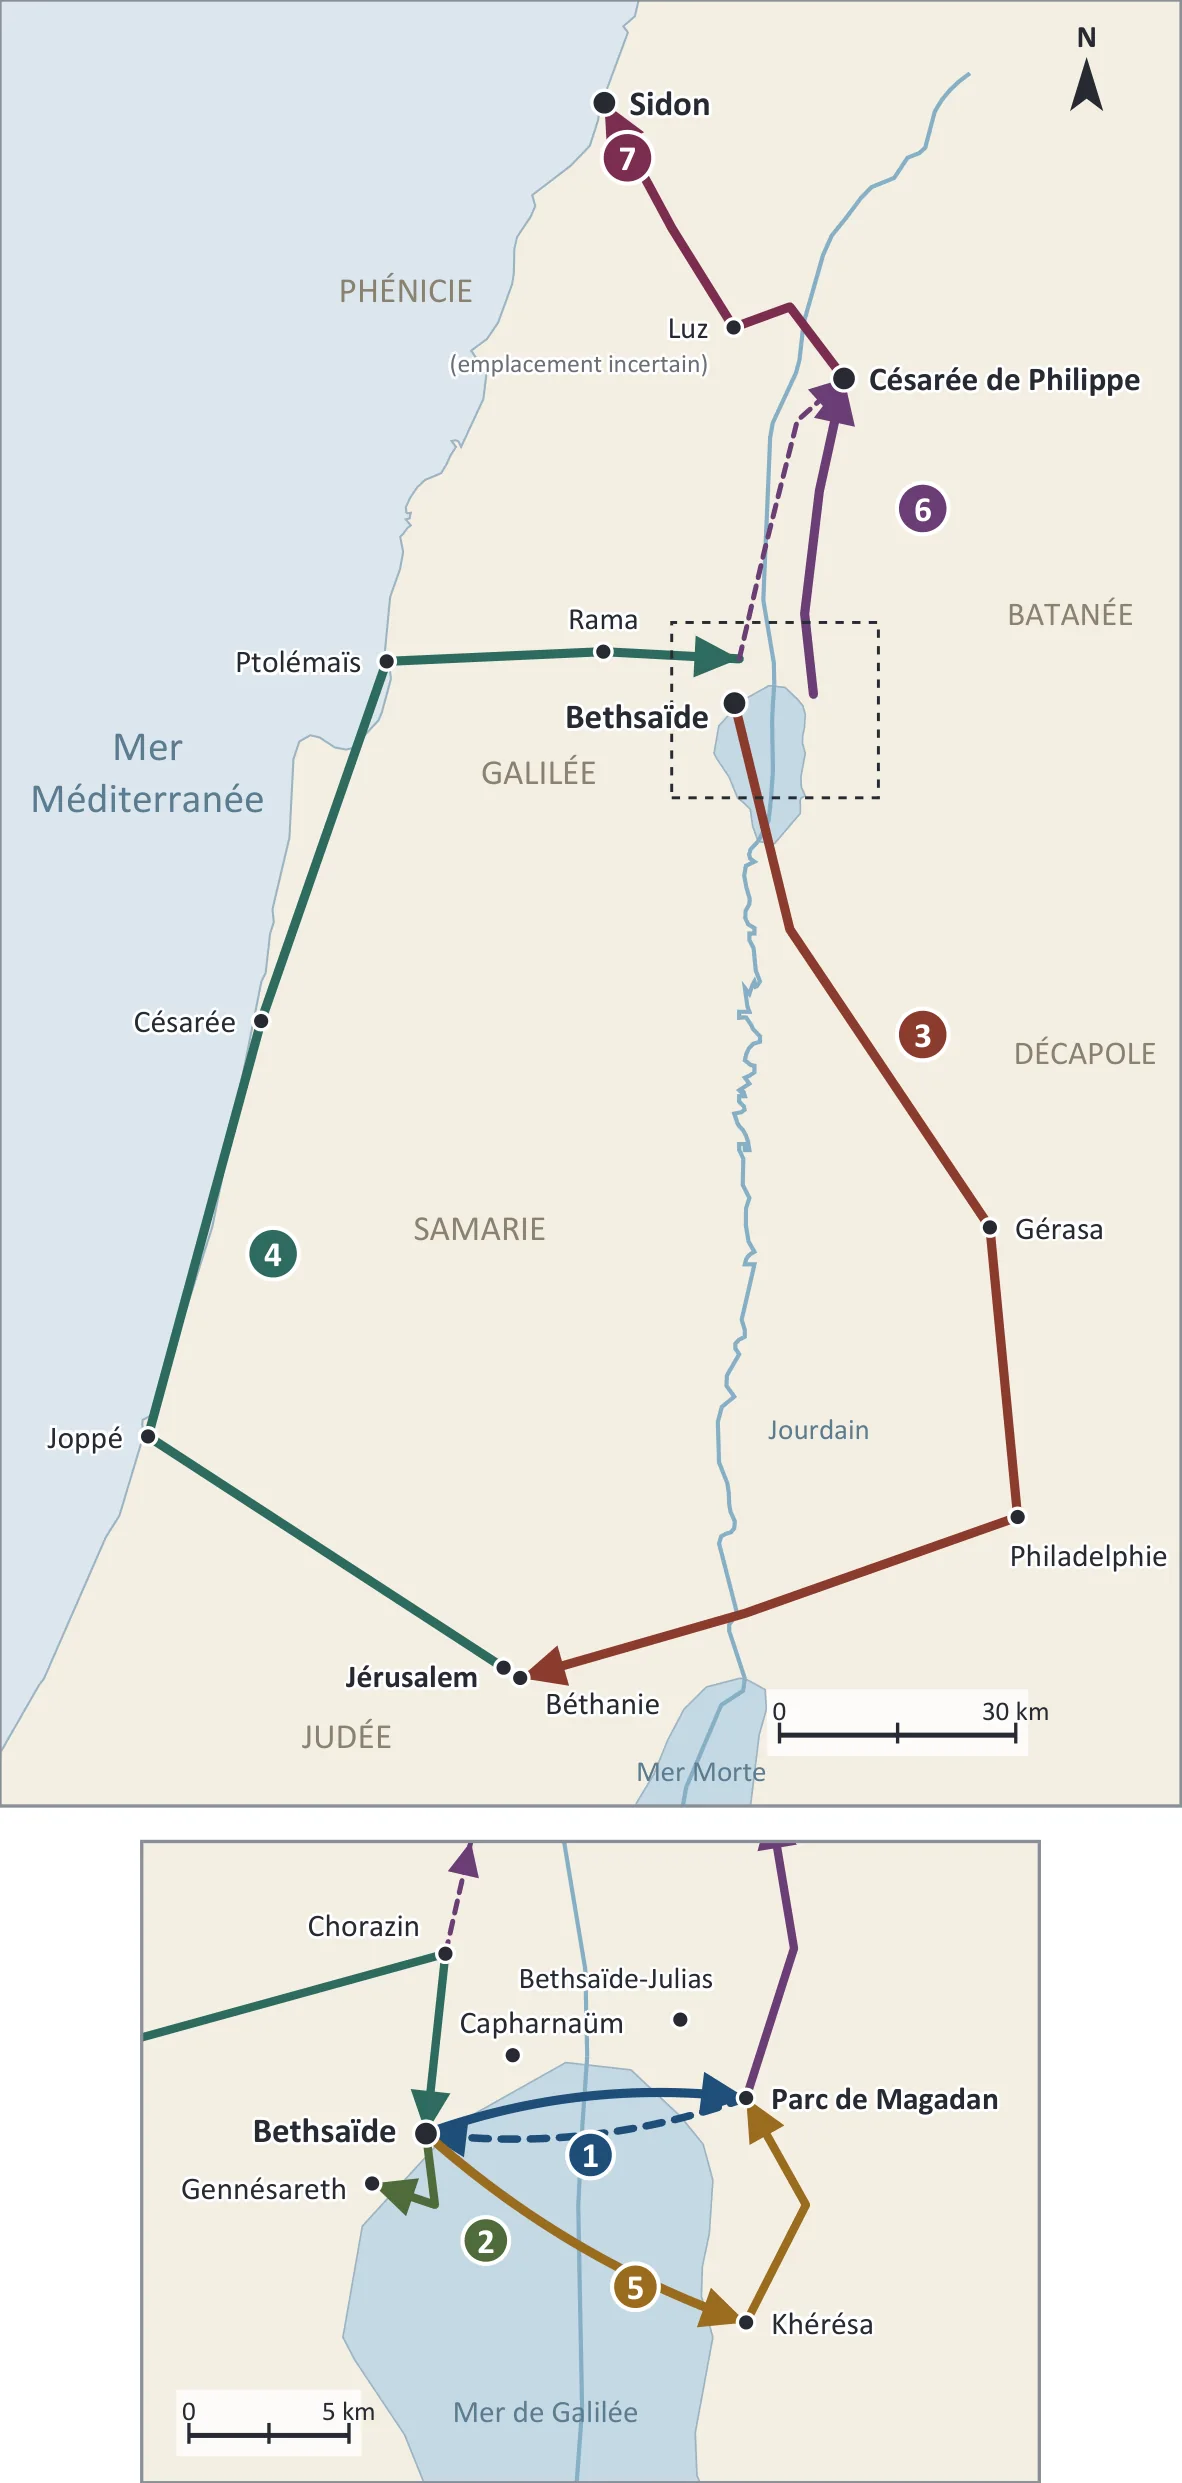 N
Sidon
7
PHÉNICIE
Luz
(emplacement incertain)
Césarée de Philippe
6
BATANÉE
Rama
Ptolémaïs
Bethsaïde
Mer
Méditerranée
GALILÉE
Césarée
3
DÉCAPOLE
SAMARIE
Gérasa
4
Joppé
Jourdain
Philadelphie
Jérusalem
Béthanie
0 30 km
JUDÉE
Mer Morte
Chorazin
Bethsaïde-Julias
Capharnaüm
Parc de Magadan
Bethsaïde
1
Gennésareth
2
5
Khérésa
0 5 km
Mer de Galilée